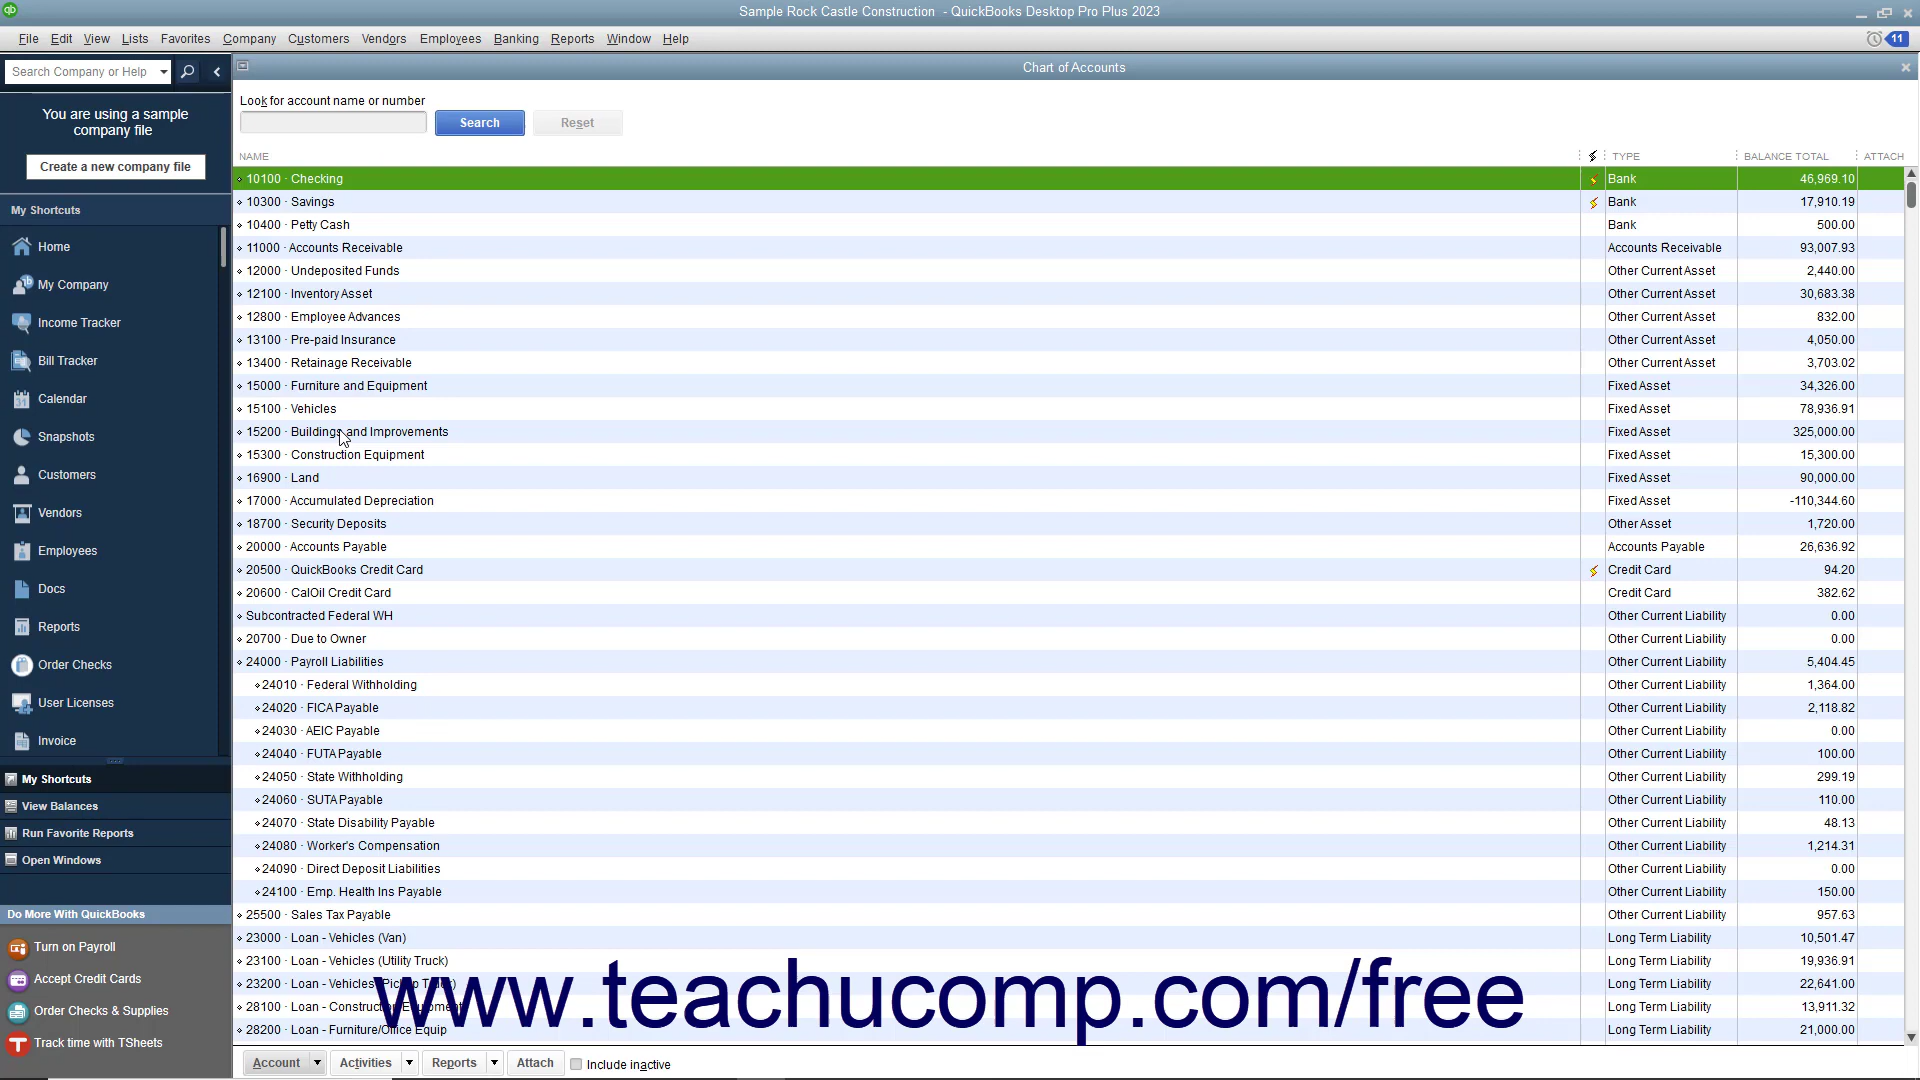 Sample Rock Castle Construction - QuickBooks Desktop Pro Plus 2023
File Edit View Lists Favorites Company Customers Vendors Employees Banking Reports Window Help
11
Search Company or Help
Chart of Accounts
You are using a sample
company file
Create a new company file
My Shortcuts
Home
My Company
Income Tracker
Bill Tracker
Calendar
Snapshots
Customers
Vendors
Employees
Docs
Reports
Order Checks
User Licenses
Invoice
My Shortcuts
View Balances
Run Favorite Reports
Open Windows
Do More With QuickBooks
Turn on Payroll
Accept Credit Cards
Order Checks & Supplies
Track time with TSheets
Look for account name or number
Search Reset
NAME TYPE BALANCE TOTAL ATTACH
10100 · Checking Bank 46,969.10
10300 · Savings Bank 17,910.19
10400 · Petty Cash Bank 500.00
11000 · Accounts Receivable Accounts Receivable 93,007.93
12000 · Undeposited Funds Other Current Asset 2,440.00
12100 · Inventory Asset Other Current Asset 30,683.38
12800 · Employee Advances Other Current Asset 832.00
13100 · Pre-paid Insurance Other Current Asset 4,050.00
13400 · Retainage Receivable Other Current Asset 3,703.02
15000 · Furniture and Equipment Fixed Asset 34,326.00
15100 · Vehicles Fixed Asset 78,936.91
15200 · Buildings and Improvements Fixed Asset 325,000.00
15300 · Construction Equipment Fixed Asset 15,300.00
16900 · Land Fixed Asset 90,000.00
17000 · Accumulated Depreciation Fixed Asset -110,344.60
18700 · Security Deposits Other Asset 1,720.00
20000 · Accounts Payable Accounts Payable 26,636.92
20500 · QuickBooks Credit Card Credit Card 94.20
20600 · CalOil Credit Card Credit Card 382.62
Subcontracted Federal WH Other Current Liability 0.00
20700 · Due to Owner Other Current Liability 0.00
24000 · Payroll Liabilities Other Current Liability 5,404.45
24010 · Federal Withholding Other Current Liability 1,364.00
24020 · FICA Payable Other Current Liability 2,118.82
24030 · AEIC Payable Other Current Liability 0.00
24040 · FUTA Payable Other Current Liability 100.00
24050 · State Withholding Other Current Liability 299.19
24060 · SUTA Payable Other Current Liability 110.00
24070 · State Disability Payable Other Current Liability 48.13
24080 · Worker's Compensation Other Current Liability 1,214.31
24090 · Direct Deposit Liabilities Other Current Liability 0.00
24100 · Emp. Health Ins Payable Other Current Liability 150.00
25500 · Sales Tax Payable Other Current Liability 957.63
23000 · Loan - Vehicles (Van) Long Term Liability 10,501.47
23100 · Loan - Vehicles (Utility Truck) Long Term Liability 19,936.91
23200 · Loan - Vehicles (Pickup Truck) Long Term Liability 22,641.00
28100 · Loan - Construction Equipment Long Term Liability 13,911.32
28200 · Loan - Furniture/Office Equip Long Term Liability 21,000.00
www.teachucomp.com/free
Account Activities Reports Attach Include inactive